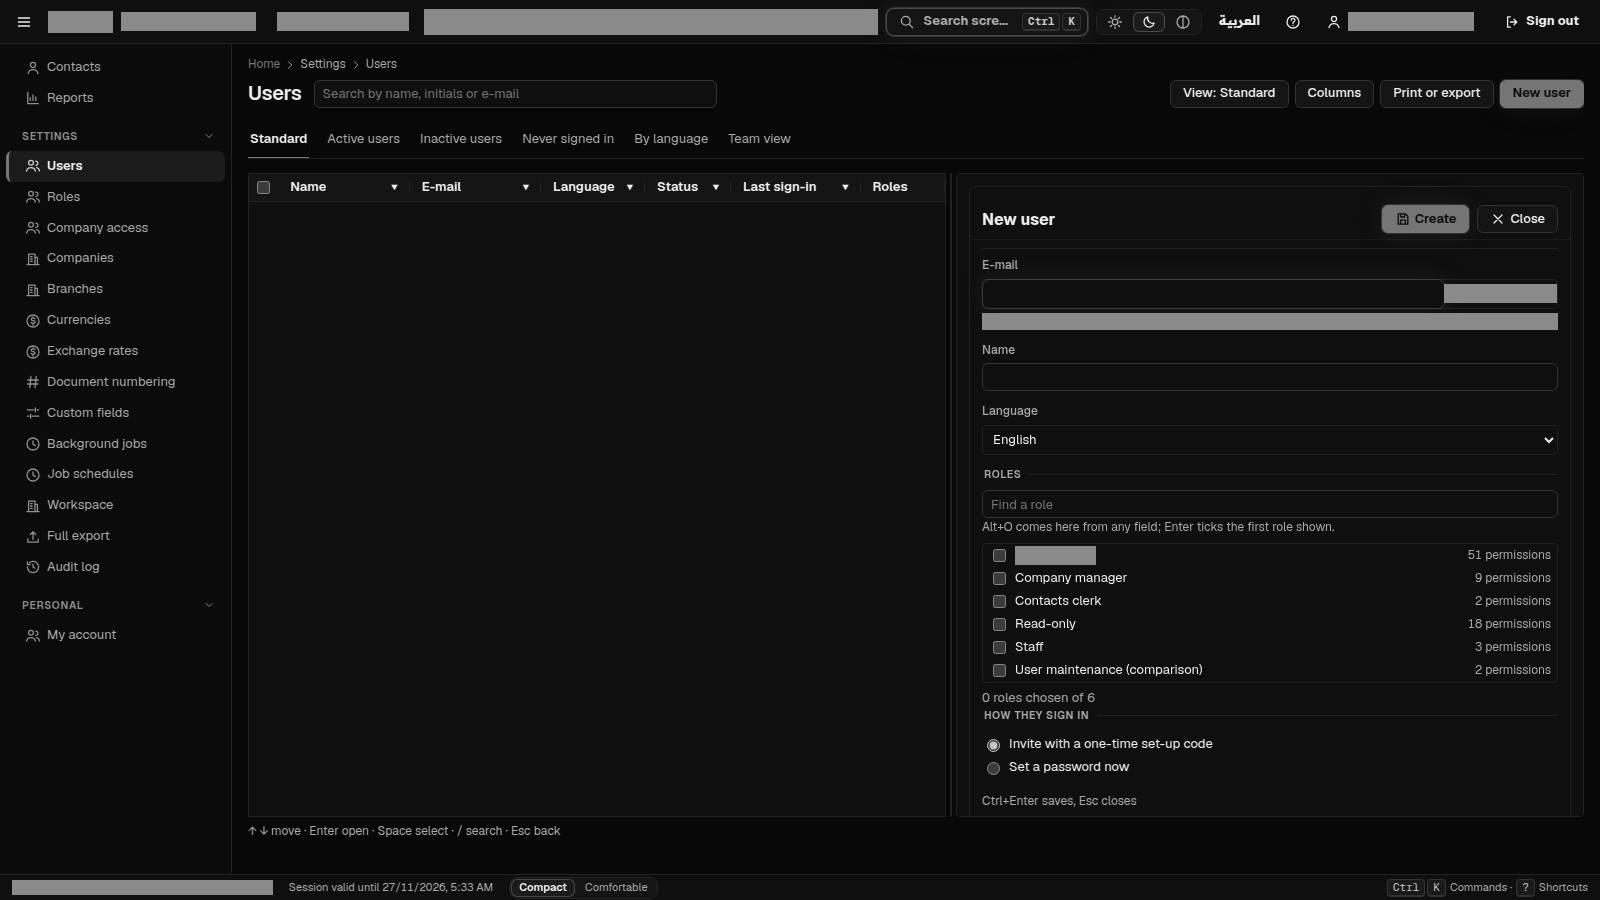 Search scre... Ctrl K العربية Sign out
Contacts
Reports
SETTINGS
Users
Roles
Company access
Companies
Branches
Currencies
Exchange rates
Document numbering
Custom fields
Background jobs
Job schedules
Workspace
Full export
Audit log
PERSONAL
My account
Home > Settings > Users
Users Search by name, initials or e-mail View: Standard Columns Print or export New user
Standard Active users Inactive users Never signed in By language Team view
Name E-mail Language Status Last sign-in Roles
New user Create Close
E-mail
Name
Language
English
ROLES
Find a role
Alt+O comes here from any field; Enter ticks the first role shown.
51 permissions
Company manager 9 permissions
Contacts clerk 2 permissions
Read-only 18 permissions
Staff 3 permissions
User maintenance (comparison) 2 permissions
0 roles chosen of 6
HOW THEY SIGN IN
Invite with a one-time set-up code
Set a password now
Ctrl+Enter saves, Esc closes
↑↓ move · Enter open · Space select · / search · Esc back
Session valid until 27/11/2026, 5:33 AM Compact Comfortable Ctrl K Commands · ? Shortcuts